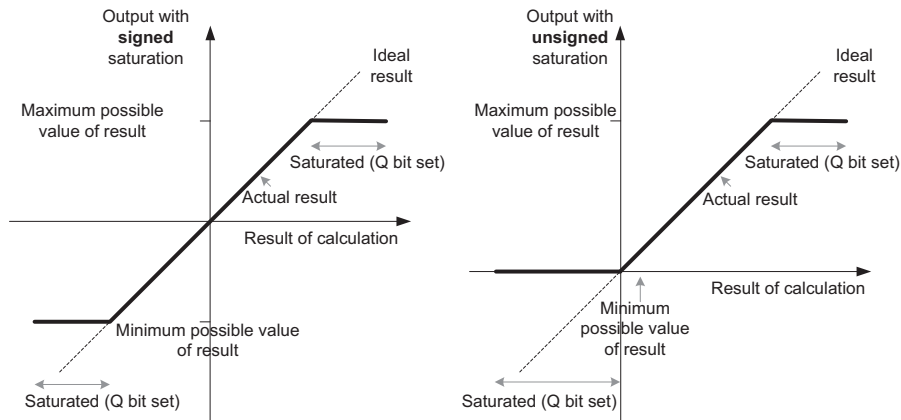 Output with
signed
saturation
Ideal
result
Maximum possible
value of result
Saturated (Q bit set)
Actual result
Result of calculation
Minimum possible value
of result
Saturated (Q bit set)
Output with
unsigned
saturation
Ideal
result
Maximum possible
value of result
Saturated (Q bit set)
Actual result
Result of calculation
Minimum
possible value
of result
Saturated (Q bit set)